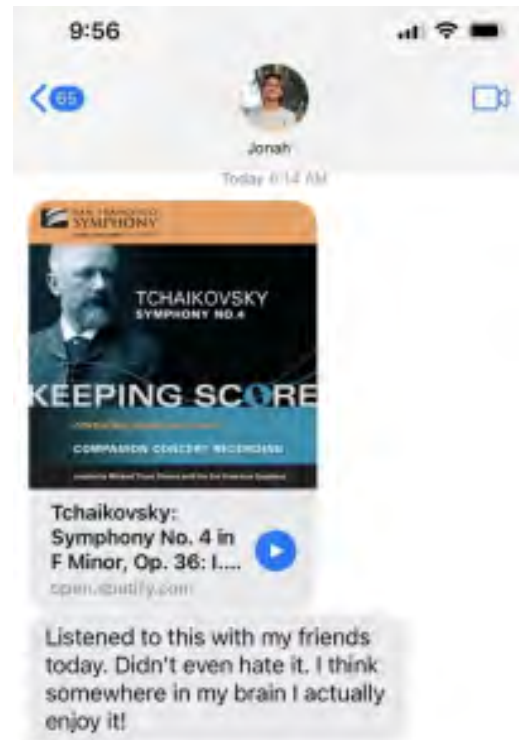 9:56
65
Jonah
Today 6:14 AM
SAN FRANCISCO
SYMPHONY
TCHAIKOVSKY
SYMPHONY NO.4
KEEPING SCORE
COMPANION CONCERT RECORDING
Tchaikovsky:
Symphony No. 4 in
F Minor, Op. 36: I....
open.spotify.com
Listened to this with my friends
today. Didn't even hate it. I think
somewhere in my brain I actually
enjoy it!